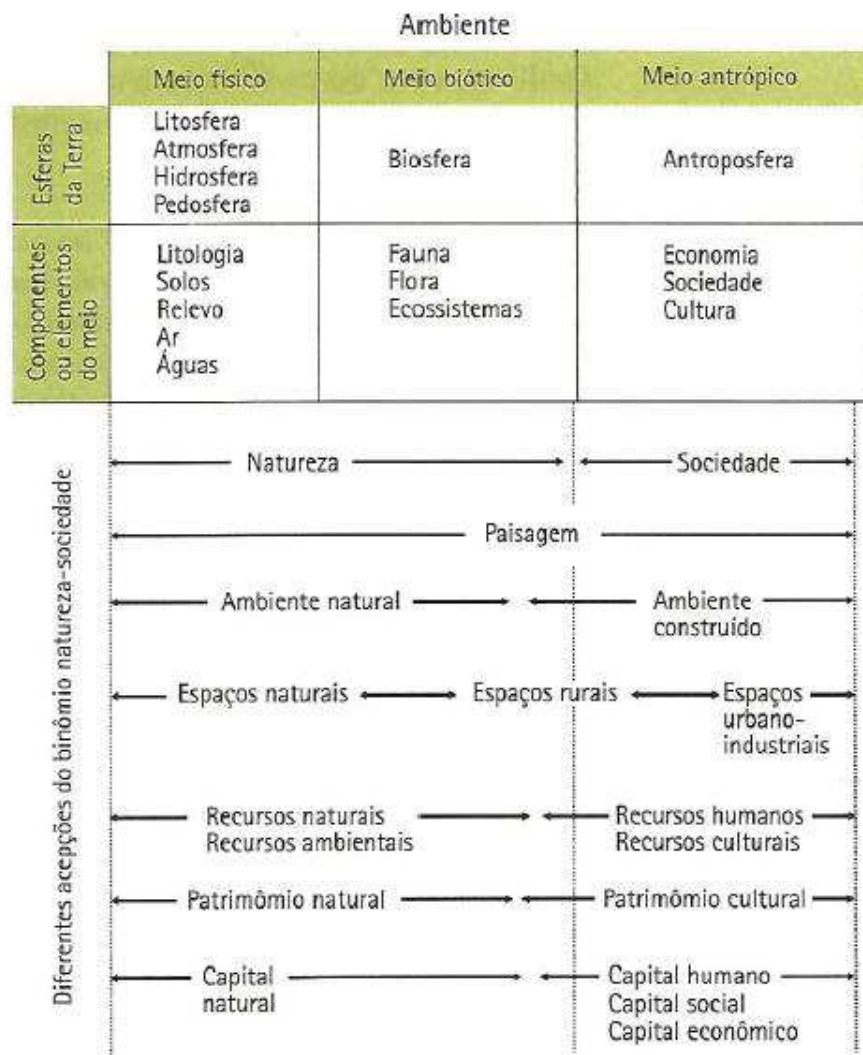 Ambiente
Meio físico Meio biótico Meio antrópico
Esferas
da Terra
Litosfera
Atmosfera
Hidrosfera
Pedosfera
Biosfera
Antroposfera
Componentes
ou elementos
do meio
Litologia
Solos
Relevo
Ar
Águas
Fauna
Flora
Ecossistemas
Economia
Sociedade
Cultura
Diferentes acepções do binômio natureza-sociedade
Natureza Sociedade
Paisagem
Ambiente natural
Ambiente
construído
Espaços naturais Espaços rurais
Espaços
urbano-
industriais
Recursos naturais
Recursos ambientais
Recursos humanos
Recursos culturais
Patrimômio natural Patrimômio cultural
Capital
natural
Capital humano
Capital social
Capital econômico